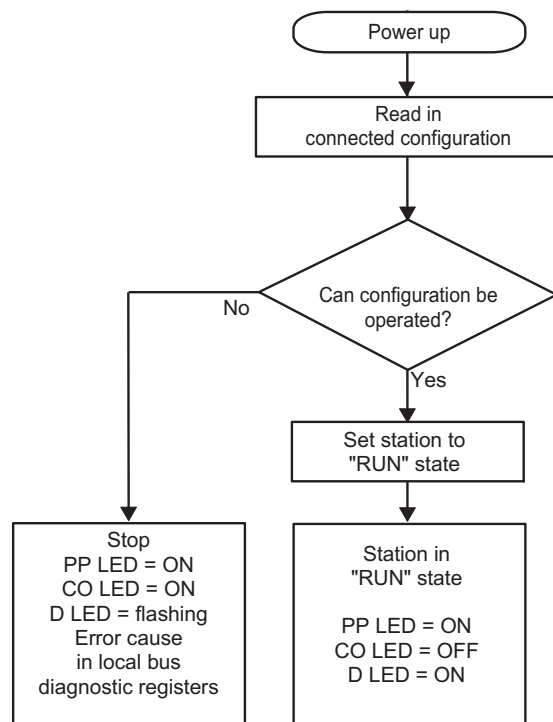 Power up
Read in
connected configuration
Can configuration be
operated?
No
Yes
Set station to
"RUN" state
Stop
PP LED = ON
CO LED = ON
D LED = flashing
Error cause
in local bus
diagnostic registers
Station in
"RUN" state
PP LED = ON
CO LED = OFF
D LED = ON